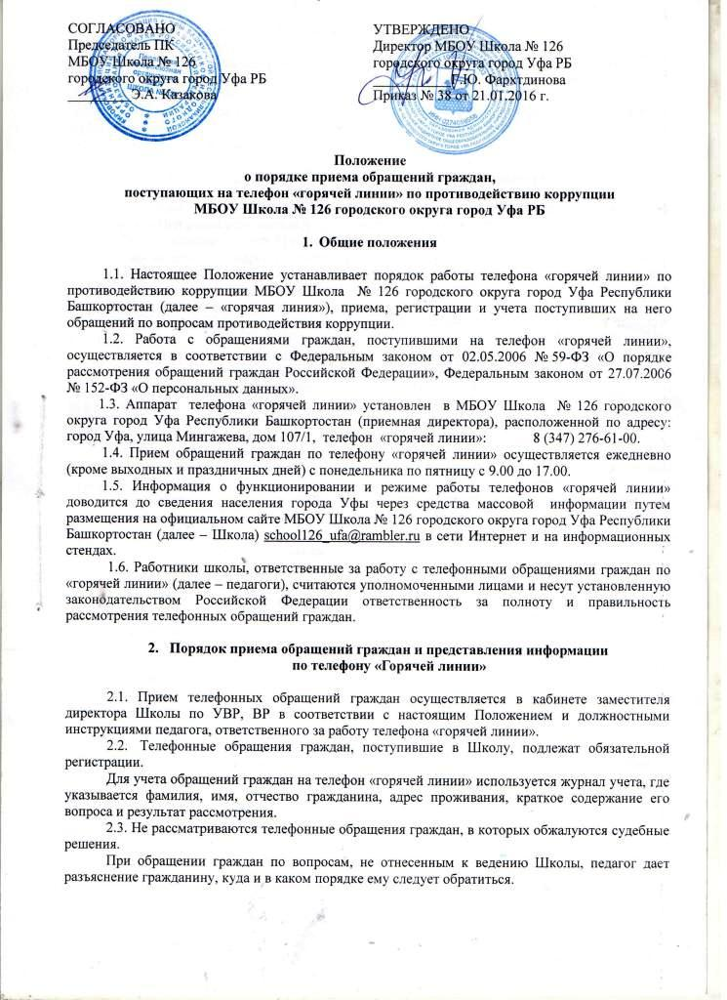 СОГЛАСОВАНО
Председатель ПК
МБОУ Школа № 126
городского округа город Уфа РБ
Э.А. Казакова
УТВЕРЖДЕНО
Директор МБОУ Школа № 126
городского округа город Уфа РБ
Г.Ю. Фархтдинова
Приказ № 38 от 21.01.2016 г.
Положение
о порядке приема обращений граждан,
поступающих на телефон «горячей линии» по противодействию коррупции
МБОУ Школа № 126 городского округа город Уфа РБ
1. Общие положения
1.1. Настоящее Положение устанавливает порядок работы телефона «горячей линии» по
противодействию коррупции МБОУ Школа № 126 городского округа город Уфа Республики
Башкортостан (далее – «горячая линия»), приема, регистрации и учета поступивших на него
обращений по вопросам противодействия коррупции.
1.2. Работа с обращениями граждан, поступившими на телефон «горячей линии»,
осуществляется в соответствии с Федеральным законом от 02.05.2006 № 59-ФЗ «О порядке
рассмотрения обращений граждан Российской Федерации», Федеральным законом от 27.07.2006
№ 152-ФЗ «О персональных данных».
1.3. Аппарат телефона «горячей линии» установлен в МБОУ Школа № 126 городского
округа город Уфа Республики Башкортостан (приемная директора), расположенной по адресу:
город Уфа, улица Мингажева, дом 107/1, телефон «горячей линии»: 8 (347) 276-61-00.
1.4. Прием обращений граждан по телефону «горячей линии» осуществляется ежедневно
(кроме выходных и праздничных дней) с понедельника по пятницу с 9.00 до 17.00.
1.5. Информация о функционировании и режиме работы телефонов «горячей линии»
доводится до сведения населения города Уфы через средства массовой информации путем
размещения на официальном сайте МБОУ Школа № 126 городского округа город Уфа Республики
Башкортостан (далее – Школа) school126_ufa@rambler.ru в сети Интернет и на информационных
стендах.
1.6. Работники школы, ответственные за работу с телефонными обращениями граждан по
«горячей линии» (далее – педагоги), считаются уполномоченными лицами и несут установленную
законодательством Российской Федерации ответственность за полноту и правильность
рассмотрения телефонных обращений граждан.
2. Порядок приема обращений граждан и представления информации
по телефону «Горячей линии»
2.1. Прием телефонных обращений граждан осуществляется в кабинете заместителя
директора Школы по УВР, ВР в соответствии с настоящим Положением и должностными
инструкциями педагога, ответственного за работу телефона «горячей линии».
2.2. Телефонные обращения граждан, поступившие в Школу, подлежат обязательной
регистрации.
Для учета обращений граждан на телефон «горячей линии» используется журнал учета, где
указывается фамилия, имя, отчество гражданина, адрес проживания, краткое содержание его
вопроса и результат рассмотрения.
2.3. Не рассматриваются телефонные обращения граждан, в которых обжалуются судебные
решения.
При обращении граждан по вопросам, не отнесенным к ведению Школы, педагог дает
разъяснение гражданину, куда и в каком порядке ему следует обратиться.